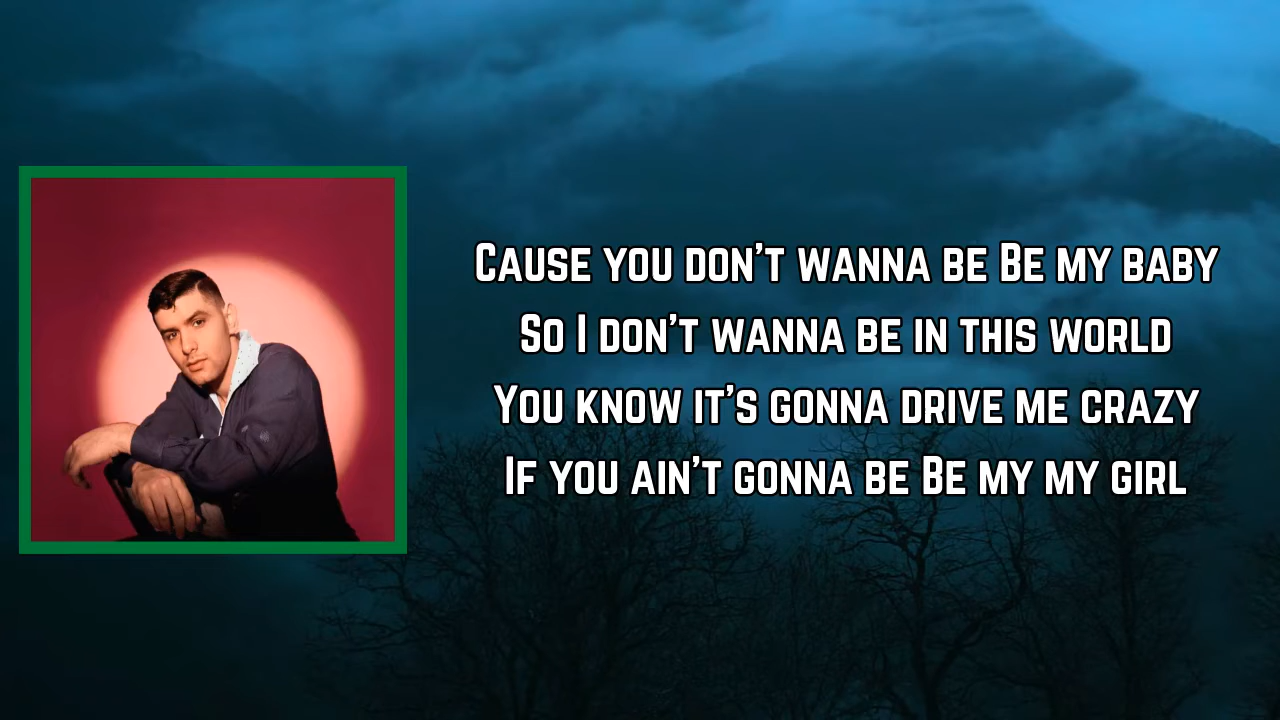 Cause you don't wanna be Be my baby
So I don't wanna be in this world
You know it's gonna drive me crazy
If you ain't gonna be Be my my girl